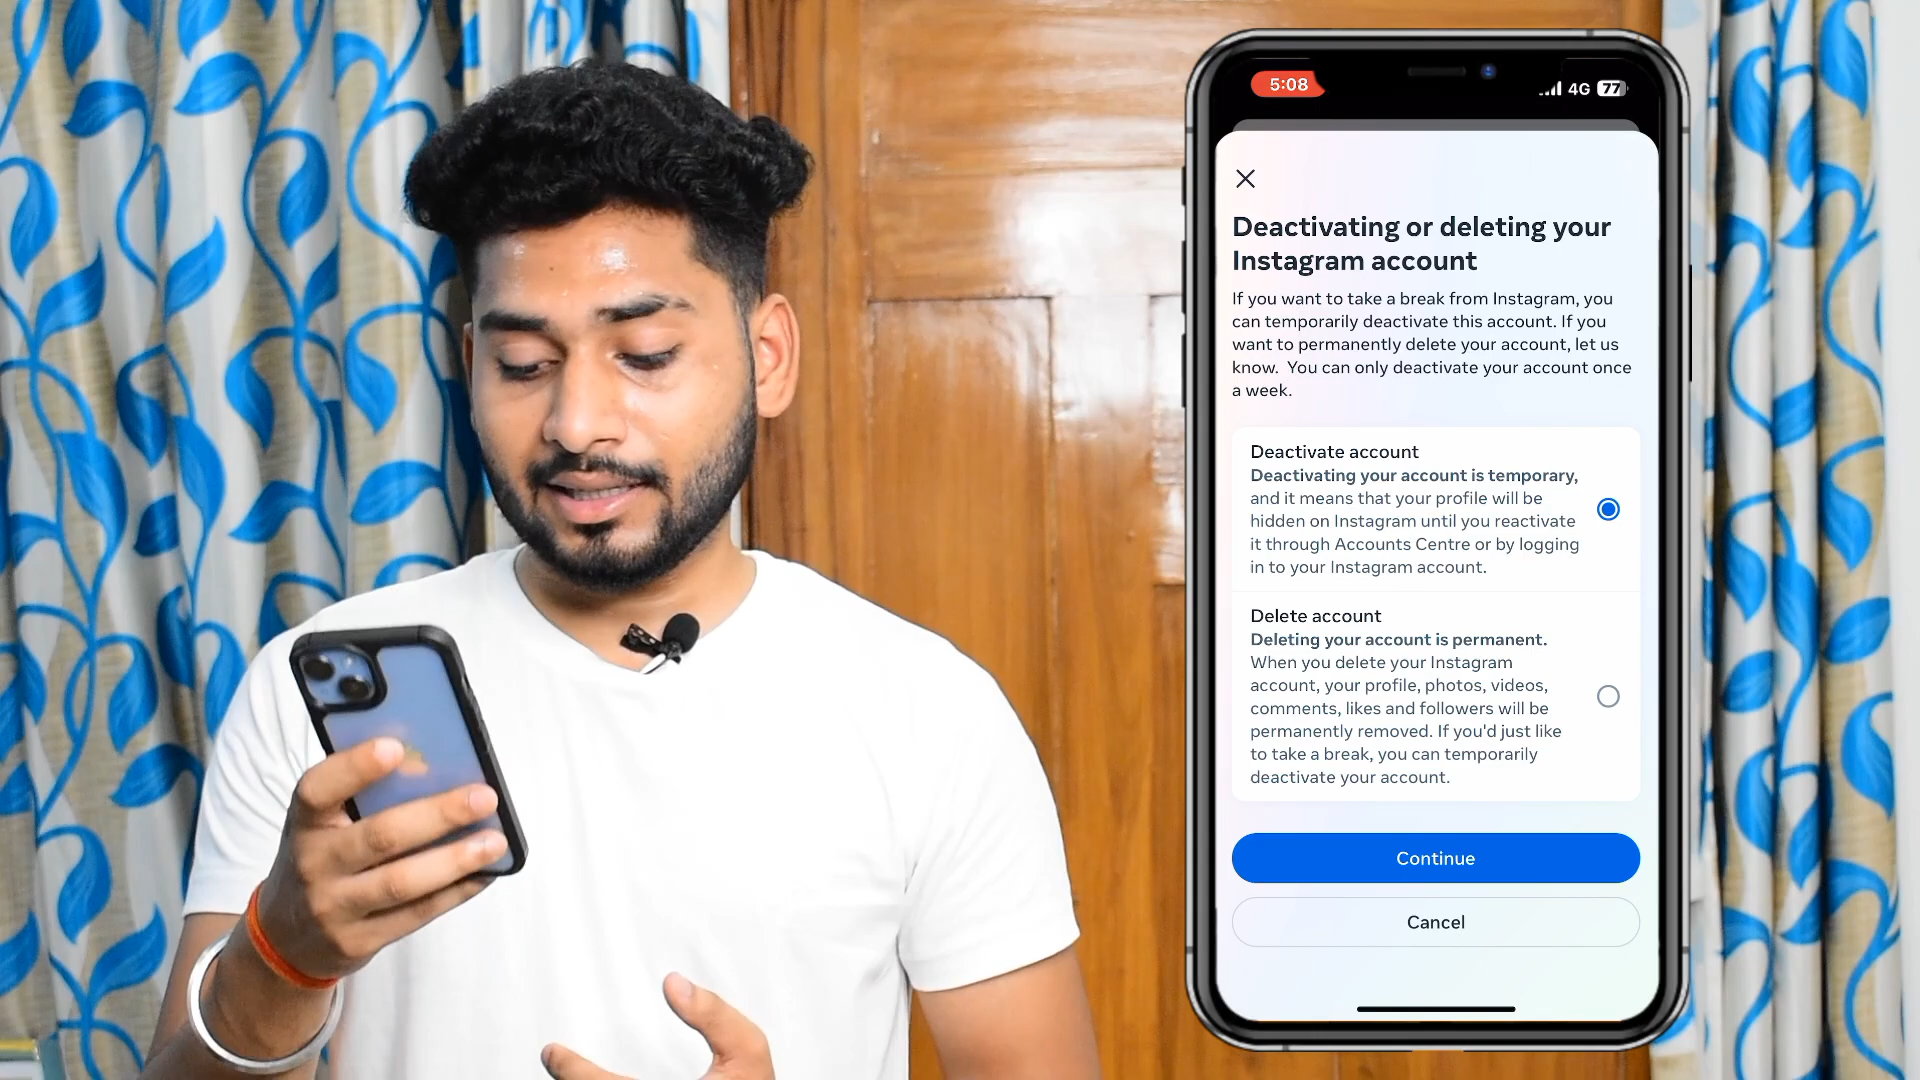 5:08
4G 77
Deactivating or deleting your
Instagram account
If you want to take a break from Instagram, you
can temporarily deactivate this account. If you
want to permanently delete your account, let us
know. You can only deactivate your account once
a week.
Deactivate account
Deactivating your account is temporary,
and it means that your profile will be
hidden on Instagram until you reactivate
it through Accounts Centre or by logging
in to your Instagram account.
Delete account
Deleting your account is permanent.
When you delete your Instagram
account, your profile, photos, videos,
comments, likes and followers will be
permanently removed. If you'd just like
to take a break, you can temporarily
deactivate your account.
Continue
Cancel